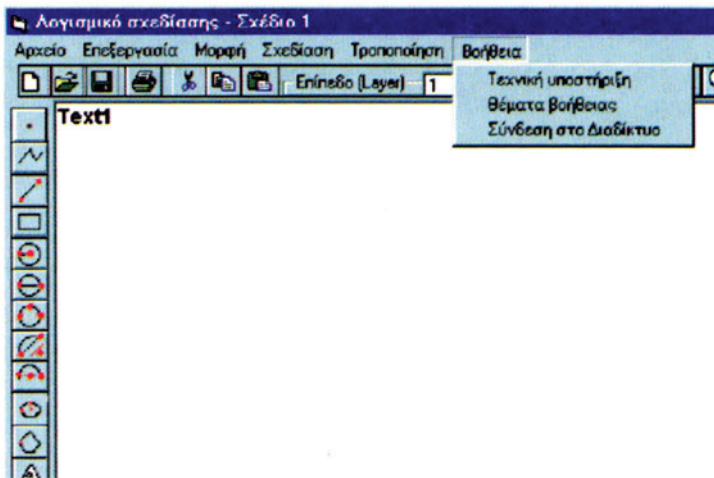 Λογισμικό σχεδίασης - Σχέδιο 1
Αρχείο Επεξεργασία Μορφή Σχεδίαση Τροποποίηση Βοήθεια
Επίπεδο (Layer) 1
Τεχνική υποστήριξη
Θέματα βοήθειας
Σύνδεση στο Διαδίκτυο
Text1